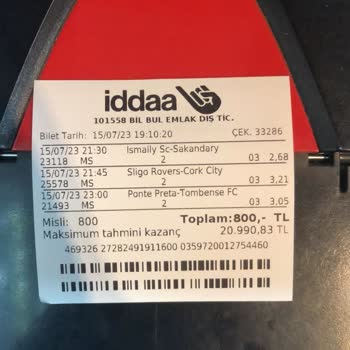 iddaa
101558 BİL BUL EMLAK DIŞ TİC.
Bilet Tarih: 15/07/23 19:10:20 ÇEK. 33286
15/07/23 21:30 Ismaily Sc-Sakandary
23118 MS 2 03 2,68
15/07/23 21:45 Sligo Rovers-Cork City
25578 MS 2 03 3,21
15/07/23 23:00 Ponte Preta-Tombense FC
21493 MS 2 03 3,05
Misli: 800 Toplam:800,- TL
Maksimum tahmini kazanç 20.990,83 TL
469326 27282491911600 0359720012754460